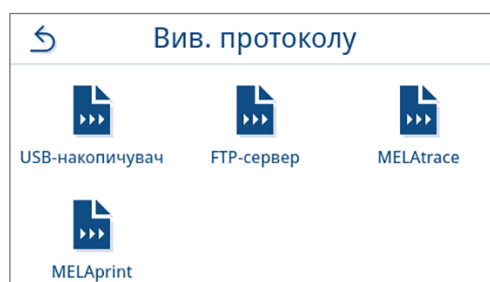 Вив. протоколу
USB-накопичувач
FTP-сервер
MELAtrace
MELAprint